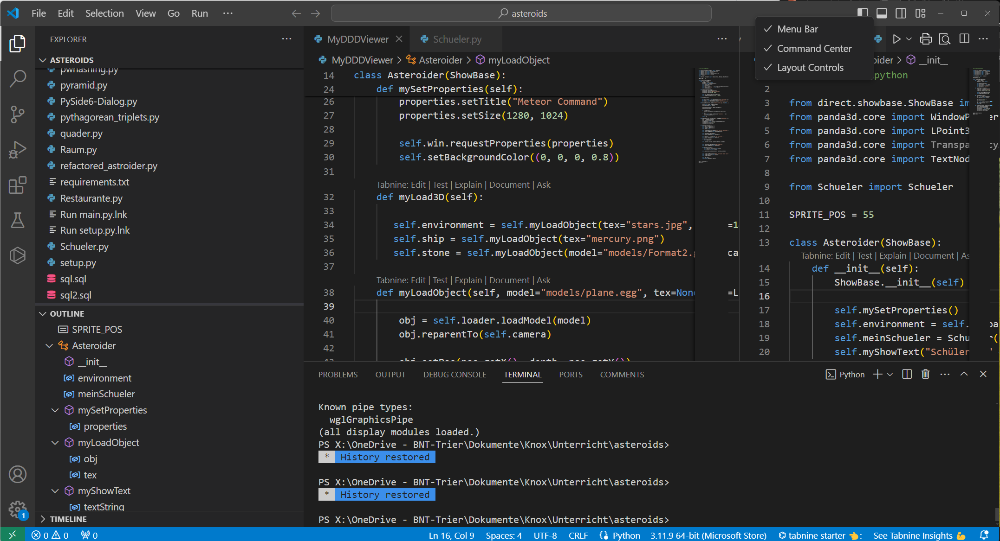 File Edit Selection View Go Run ···
asteroids
Menu Bar
Command Center
Layout Controls
EXPLORER
ASTEROIDS
pwhashing.py
pyramid.py
PySide6-Dialog.py
pythagorean_triplets.py
quader.py
Raum.py
refactored_astroider.py
requirements.txt
Restaurante.py
Run main.py.lnk
Run setup.py.lnk
Schueler.py
setup.py
sql.sql
sql2.sql
OUTLINE
SPRITE_POS
Asteroider
__init__
environment
meinSchueler
mySetProperties
properties
myLoadObject
obj
tex
myShowText
textString
TIMELINE
MyDDDViewer Schueler.py
MyDDDViewer > Asteroider > myLoadObject
14 class Asteroider(ShowBase):
24 def mySetProperties(self):
26 properties.setTitle("Meteor Command")
27 properties.setSize(1280, 1024)
28
29 self.win.requestProperties(properties)
30 self.setBackgroundColor((0, 0, 0, 0.8))
31
Tabnine: Edit | Test | Explain | Document | Ask
32 def myLoad3D(self):
33
34 self.environment = self.myLoadObject(tex="stars.jpg", =1
35 self.ship = self.myLoadObject(tex="mercury.png")
36 self.stone = self.myLoadObject(model="models/Format2. ca
37
Tabnine: Edit | Test | Explain | Document | Ask
38 def myLoadObject(self, model="models/plane.egg", tex=None =L
39
40 obj = self.loader.loadModel(model)
41 obj.reparentTo(self.camera)
42
43 obj.setPos(pos.getX(), depth, pos.getY())
oider > __init__
python
2
3 from direct.showbase.ShowBase im t
4 from panda3d.core import WindowP er
5 from panda3d.core import LPoint3
6 from panda3d.core import Transpa cy
7 from panda3d.core import TextNod
8
9 from Schueler import Schueler
10
11 SPRITE_POS = 55
12
13 class Asteroider(ShowBase):
Tabnine: Edit | Test | Explain | Document | As
14 def __init__(self):
15 ShowBase.__init__(self)
16
17 self.mySetProperties()
18 self.environment = self. oa
19 self.meinSchueler = Schu r(
20 self.myShowText("Schüler "
PROBLEMS OUTPUT DEBUG CONSOLE TERMINAL PORTS COMMENTS
Python
Known pipe types:
wglGraphicsPipe
(all display modules loaded.)
PS X:\OneDrive - BNT-Trier\Dokumente\Knox\Unterricht\asteroids>
* History restored
PS X:\OneDrive - BNT-Trier\Dokumente\Knox\Unterricht\asteroids>
* History restored
PS X:\OneDrive - BNT-Trier\Dokumente\Knox\Unterricht\asteroids>
1
0 0 0 Ln 16, Col 9 Spaces: 4 UTF-8 CRLF Python 3.11.9 64-bit (Microsoft Store) tabnine starter 👈: See Tabnine Insights 💪